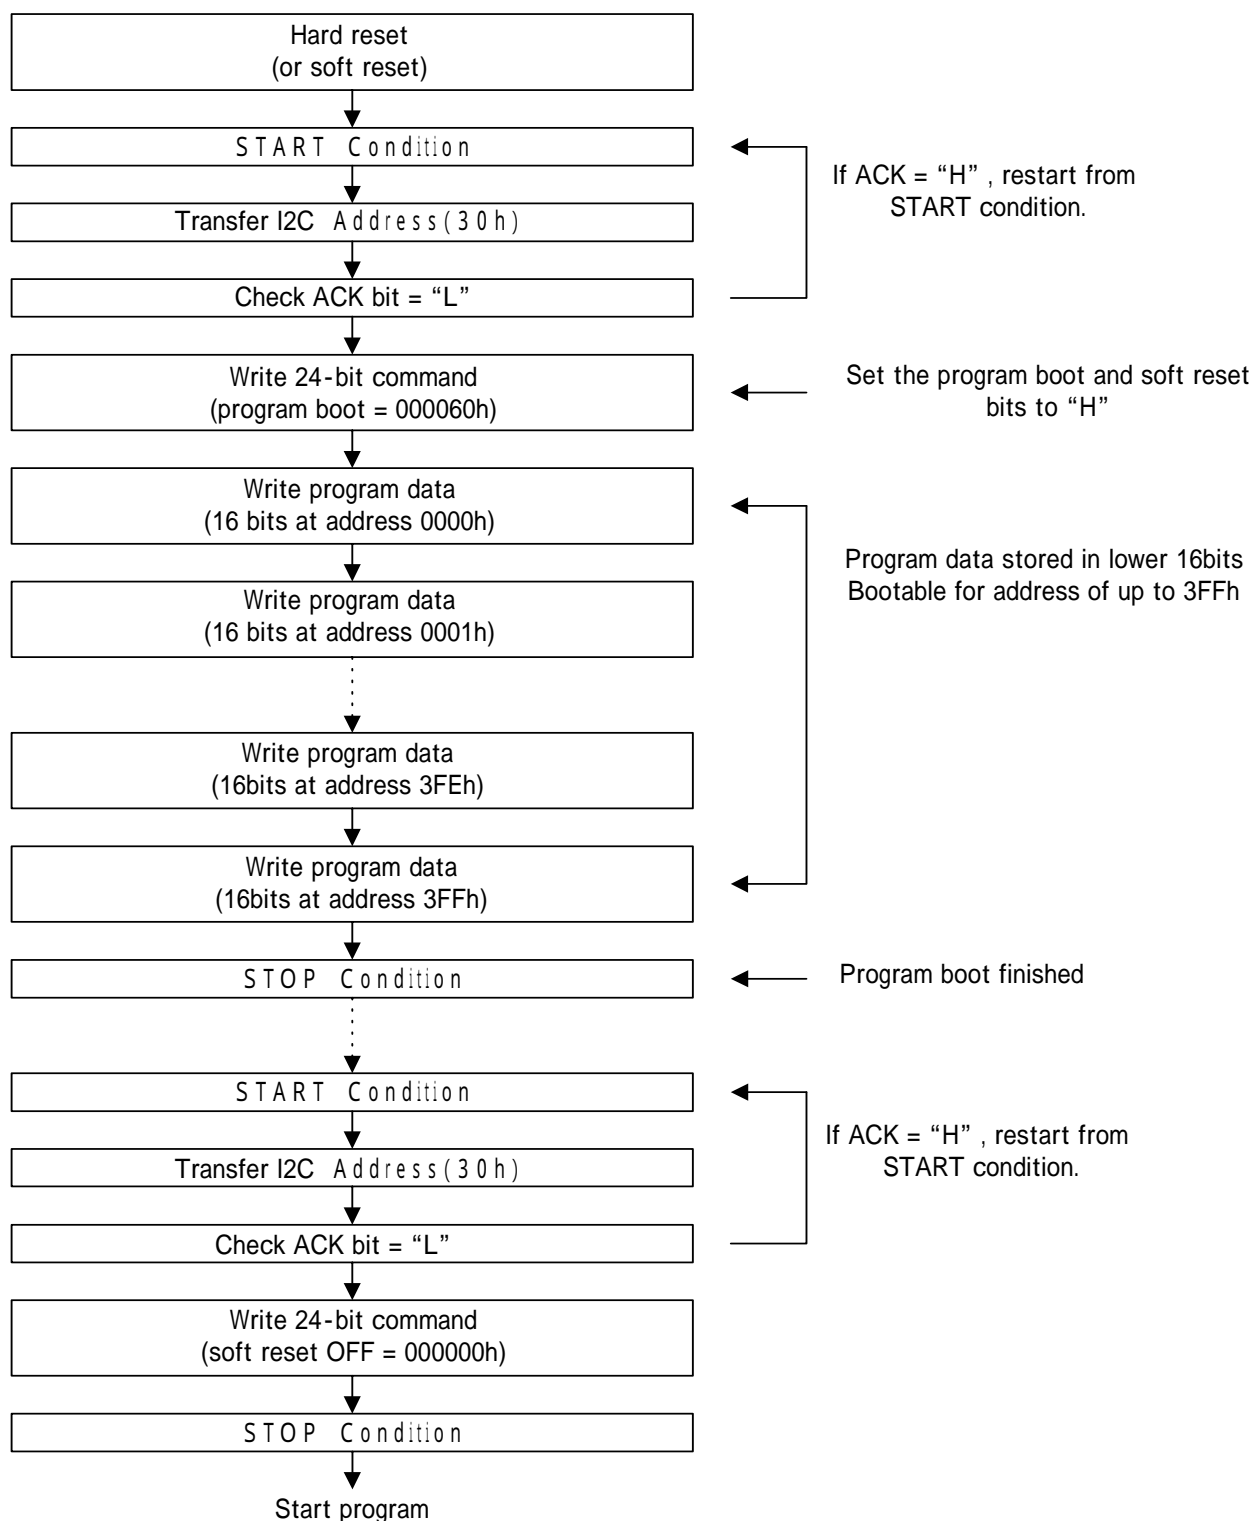 Hard reset
(or soft reset)
START Condition
If ACK = “H” , restart from
START condition.
Transfer I2C Address(30h)
Check ACK bit = “L”
Write 24-bit command
(program boot = 000060h)
Set the program boot and soft reset
bits to “H”
Write program data
(16 bits at address 0000h)
Program data stored in lower 16bits
Bootable for address of up to 3FFh
Write program data
(16 bits at address 0001h)
Write program data
(16bits at address 3FEh)
Write program data
(16bits at address 3FFh)
STOP Condition
Program boot finished
START Condition
If ACK = “H” , restart from
START condition.
Transfer I2C Address(30h)
Check ACK bit = “L”
Write 24-bit command
(soft reset OFF = 000000h)
STOP Condition
Start program